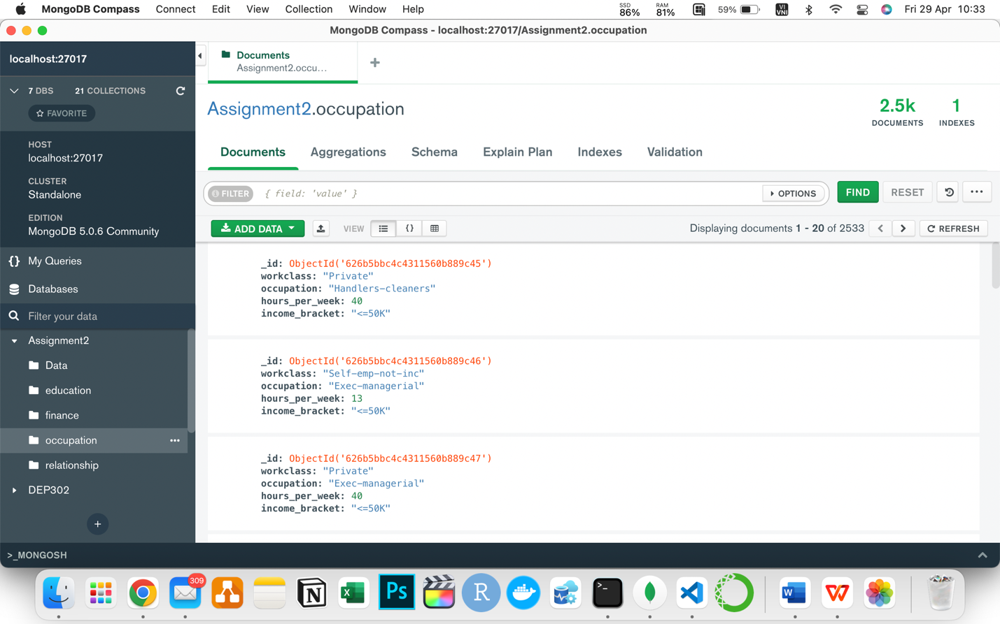 MongoDB Compass Connect Edit View Collection Window Help SSD 86% RAM 81% 59% VI VNI Fri 29 Apr 10:33
MongoDB Compass - localhost:27017/Assignment2.occupation
localhost:27017
7 DBS 21 COLLECTIONS
FAVORITE
HOST
localhost:27017
CLUSTER
Standalone
EDITION
MongoDB 5.0.6 Community
{} My Queries
Databases
Filter your data
Assignment2
Data
education
finance
occupation ...
relationship
DEP302
+
Documents
Assignment2.occu...
+
Assignment2.occupation
2.5k
DOCUMENTS
1
INDEXES
Documents Aggregations Schema Explain Plan Indexes Validation
FILTER { field: 'value' } OPTIONS FIND RESET ...
ADD DATA VIEW {} Displaying documents 1 - 20 of 2533 < > REFRESH
_id: ObjectId('626b5bbc4c4311560b889c45')
workclass: "Private"
occupation: "Handlers-cleaners"
hours_per_week: 40
income_bracket: "<=50K"
_id: ObjectId('626b5bbc4c4311560b889c46')
workclass: "Self-emp-not-inc"
occupation: "Exec-managerial"
hours_per_week: 13
income_bracket: "<=50K"
_id: ObjectId('626b5bbc4c4311560b889c47')
workclass: "Private"
occupation: "Exec-managerial"
hours_per_week: 40
income_bracket: "<=50K"
>_MONGOSH
309
N
X
Ps
R
>_
W
W